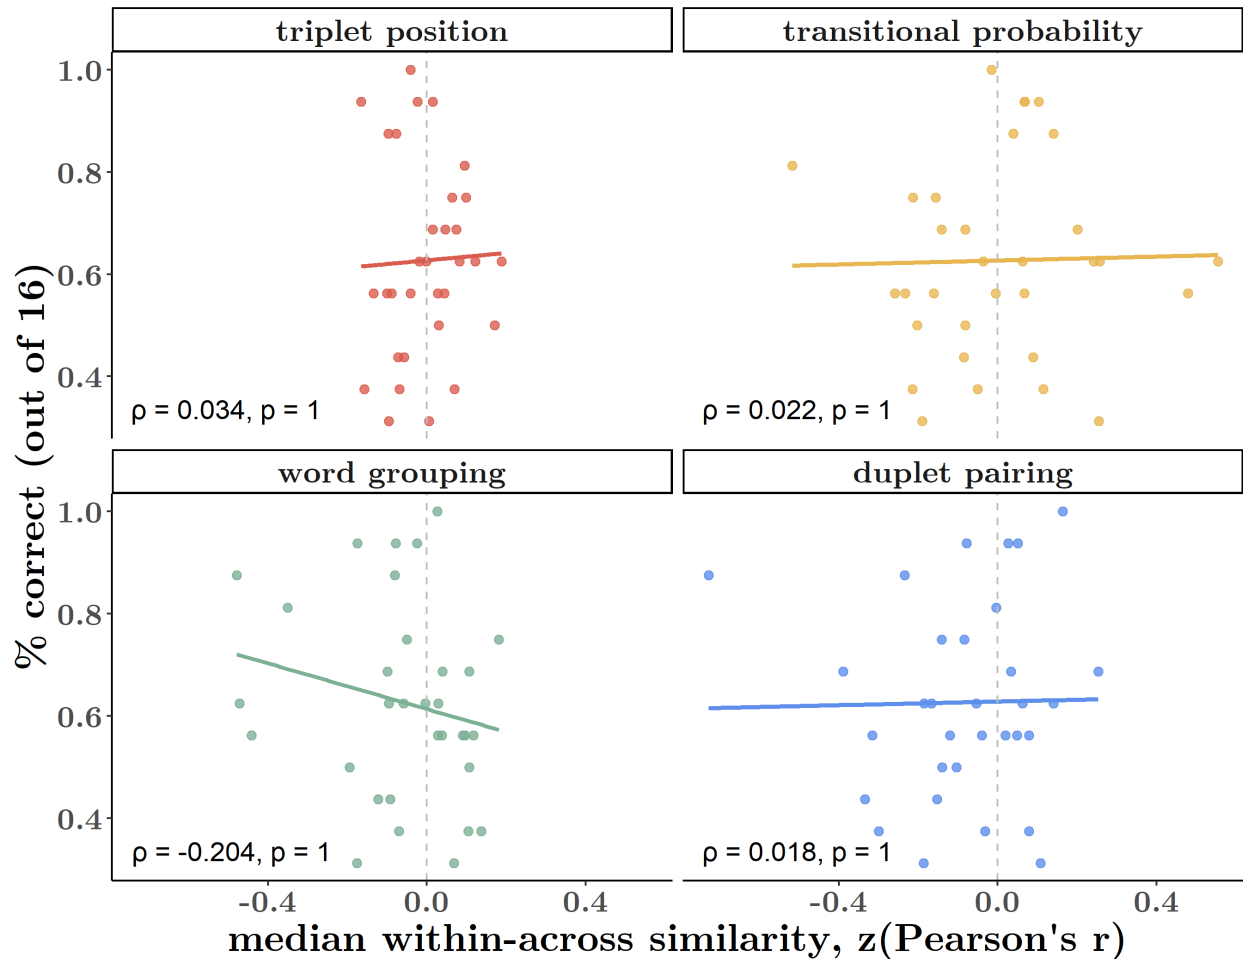 triplet position
transitional probability
1.0
0.8
0.6
0.4
ρ = 0.034, p = 1
ρ = 0.022, p = 1
% correct (out of 16)
word grouping
duplet pairing
1.0
0.8
0.6
0.4
ρ = -0.204, p = 1
ρ = 0.018, p = 1
-0.4 0.0 0.4
-0.4 0.0 0.4
median within-across similarity, z(Pearson's r)